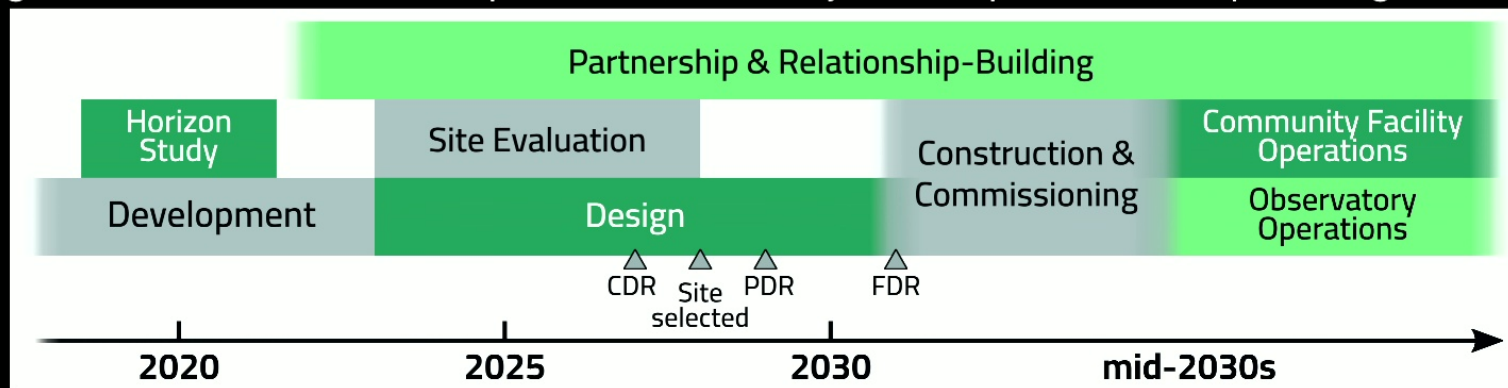 Partnership & Relationship-Building
Horizon
Study
Site Evaluation
Construction &
Commissioning
Community Facility
Operations
Development
Design
Observatory
Operations
CDR
Site
selected
PDR
FDR
2020
2025
2030
mid-2030s